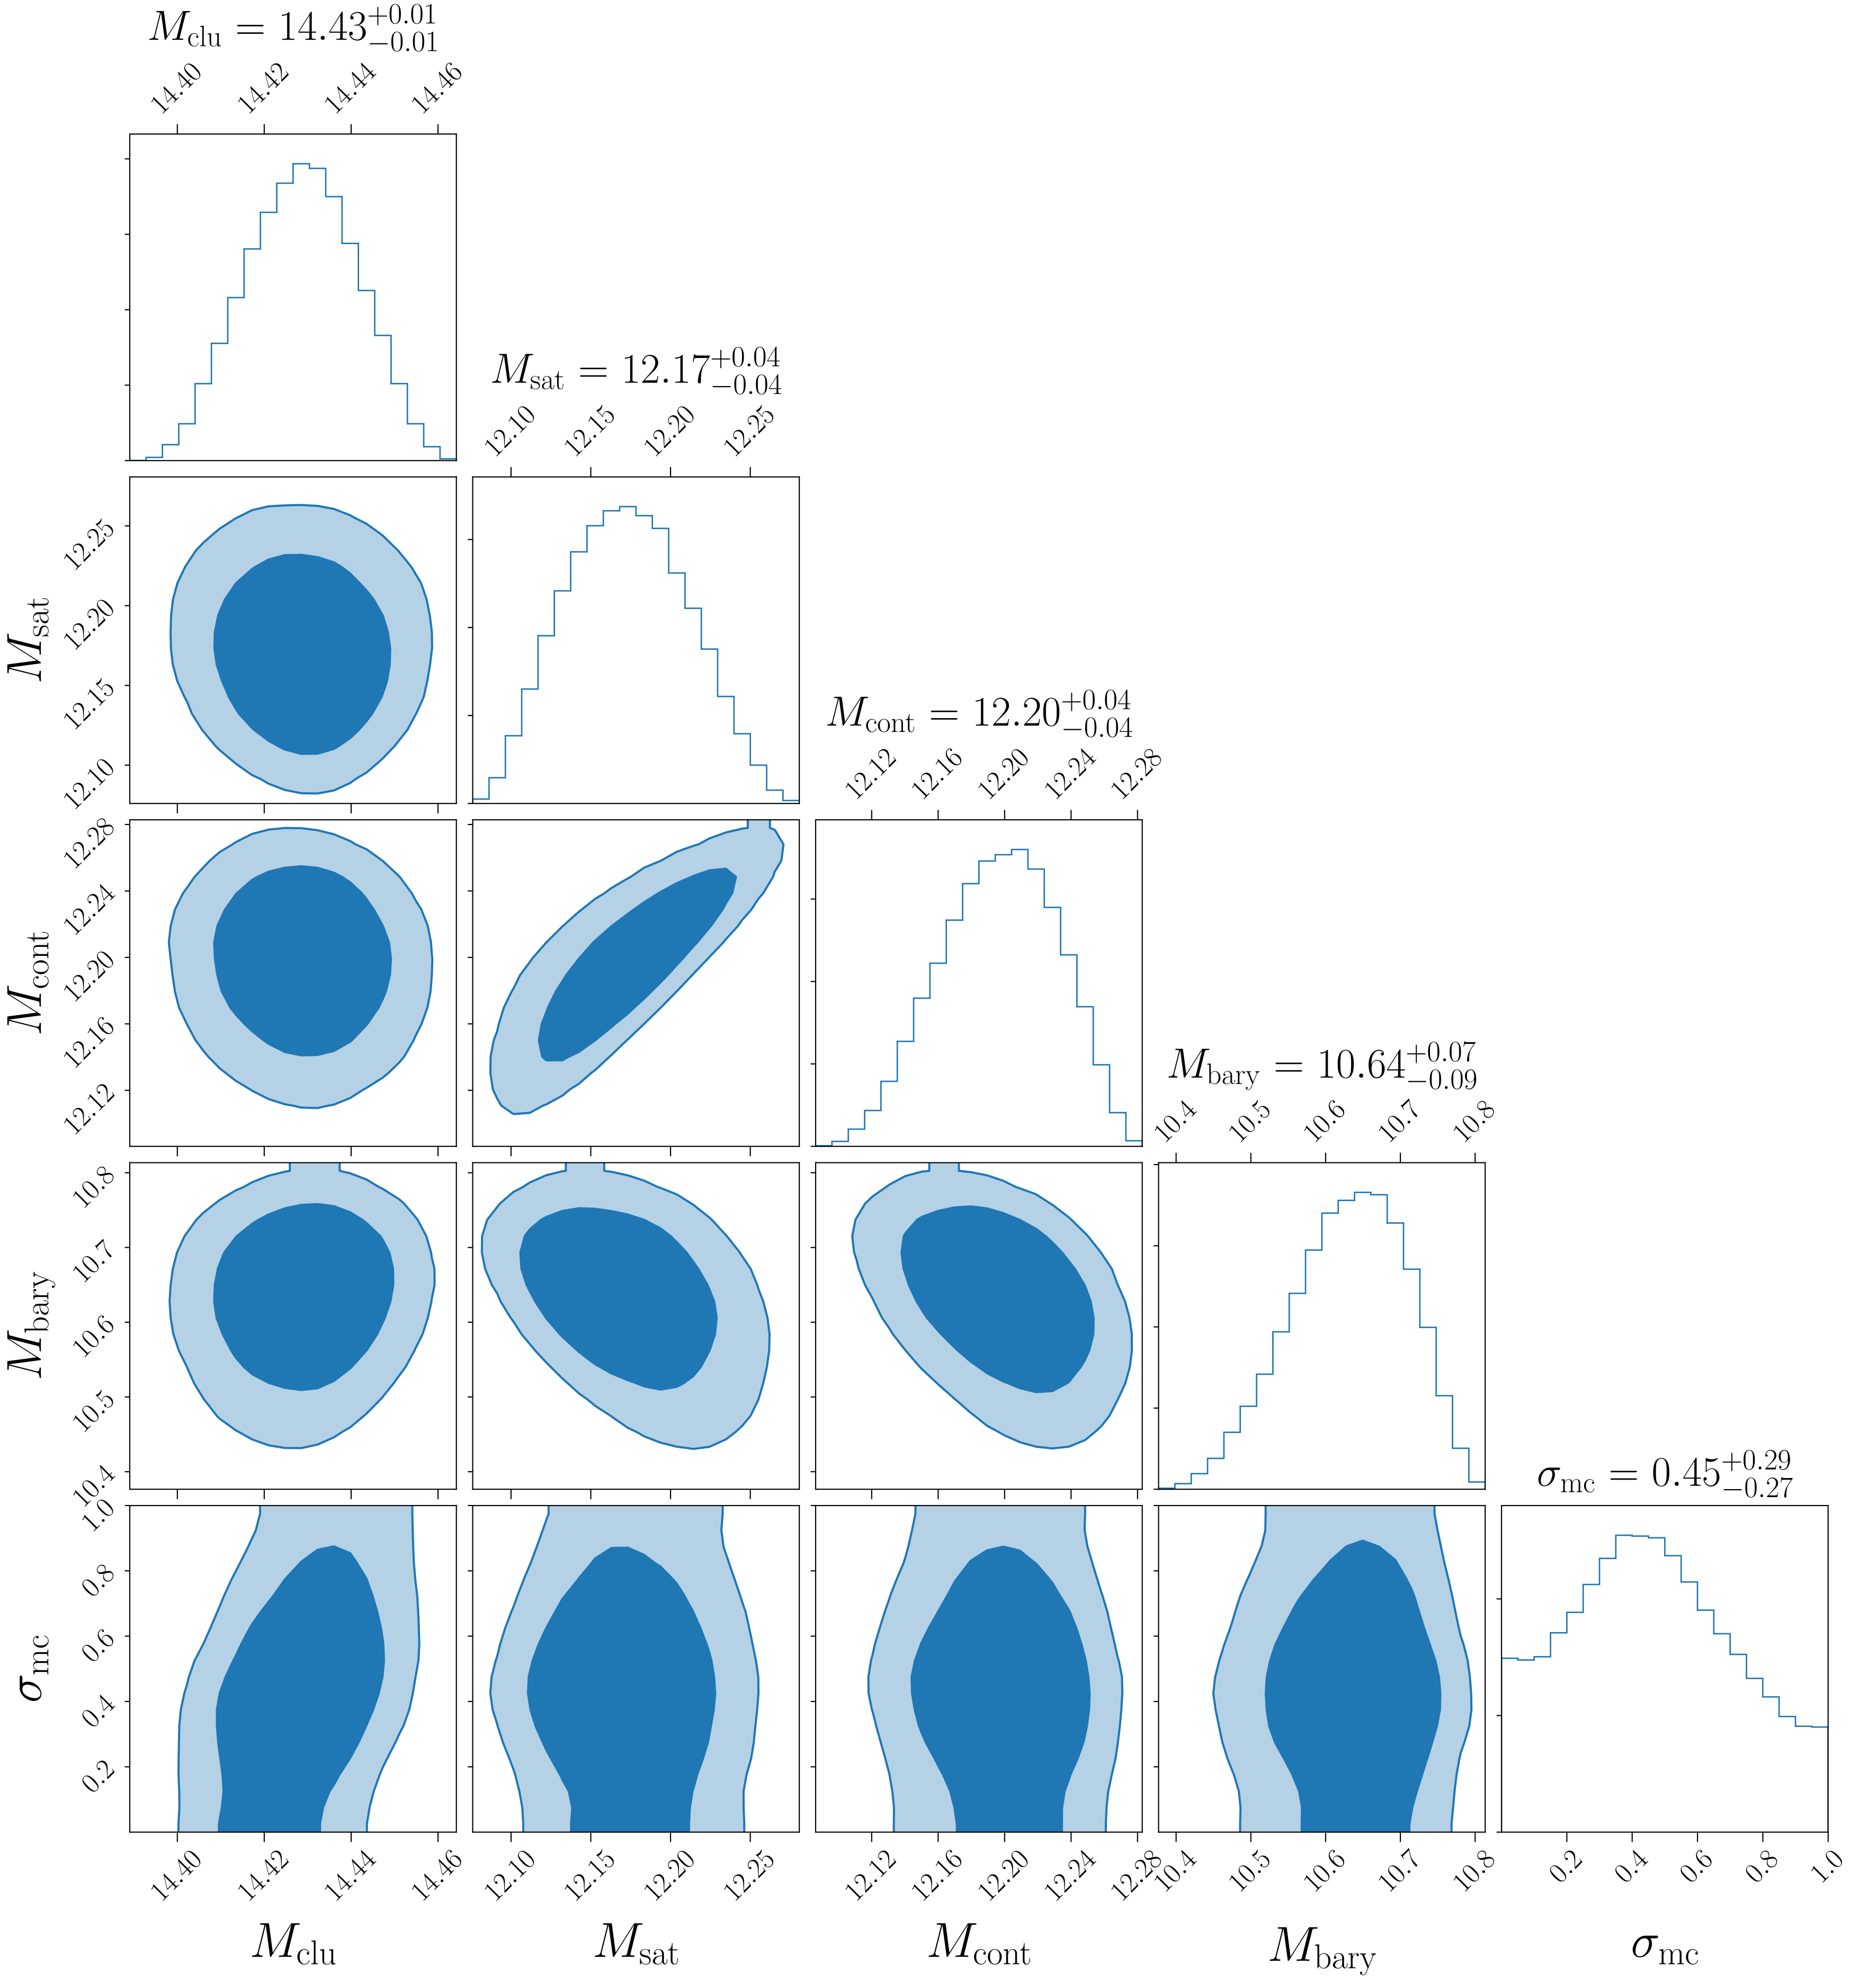 M_clu = 14.43^{+0.01}_{−0.01}
14.40 14.42 14.44 14.46
M_sat = 12.17^{+0.04}_{−0.04}
12.10 12.15 12.20 12.25
M_sat
12.25
12.20
12.15
12.10
M_cont = 12.20^{+0.04}_{−0.04}
12.12 12.16 12.20 12.24 12.28
M_cont
12.28
12.24
12.20
12.16
12.12
M_bary = 10.64^{+0.07}_{−0.09}
10.4 10.5 10.6 10.7 10.8
M_bary
10.8
10.7
10.6
10.5
10.4
σ_mc = 0.45^{+0.29}_{−0.27}
σ_mc
1.0
0.8
0.6
0.4
0.2
14.40 14.42 14.44 14.46 12.10 12.15 12.20 12.25 12.12 12.16 12.20 12.24 12.28 10.4 10.5 10.6 10.7 10.8 0.2 0.4 0.6 0.8 1.0
M_clu M_sat M_cont M_bary σ_mc